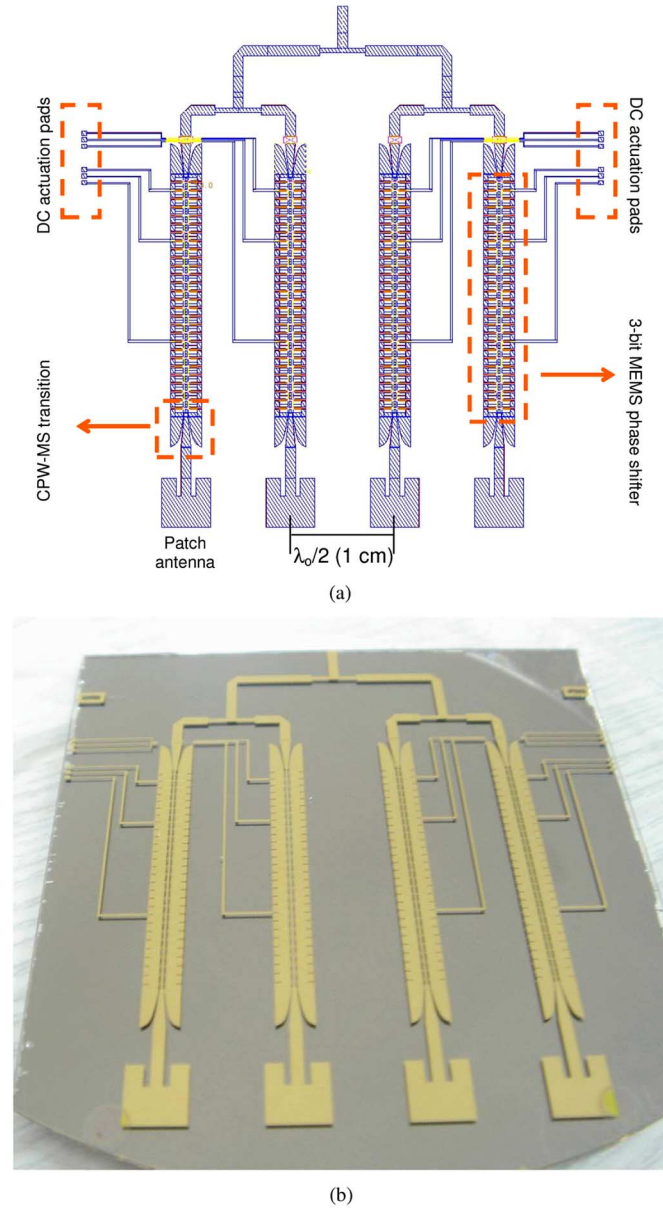 DC actuation pads
DC actuation pads
CPW-MS transition
3-bit MEMS phase shifter
Patch
antenna
λₒ/2 (1 cm)
(a)
(b)